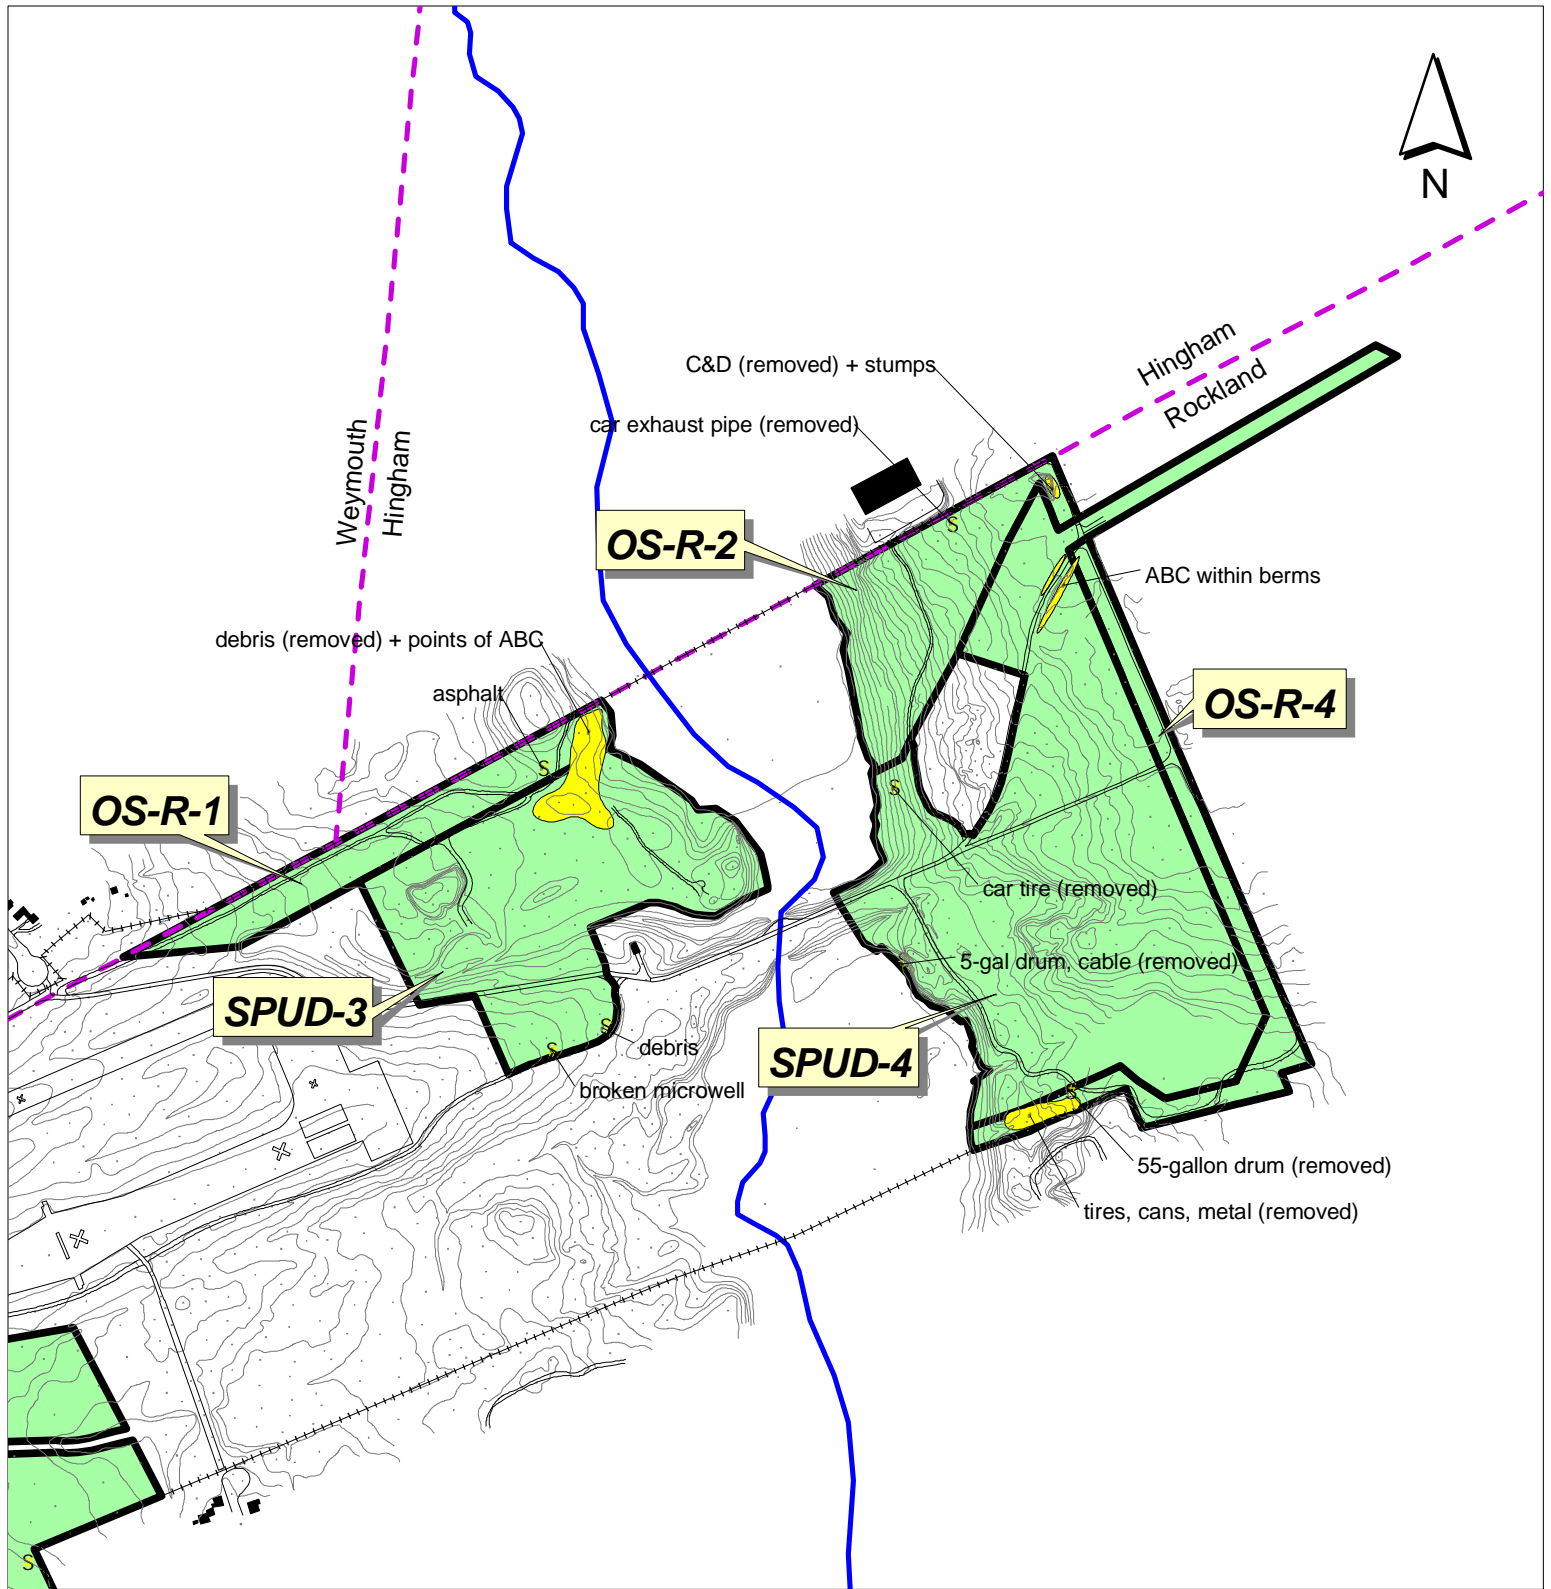 N
Hingham
Rockland
C&D (removed) + stumps
car exhaust pipe (removed)
Weymouth
Hingham
S
OS-R-2
ABC within berms
debris (removed) + points of ABC
asphalt
OS-R-4
S
S
OS-R-1
car tire (removed)
5-gal drum, cable (removed)
S
SPUD-3
S
debris
S
SPUD-4
broken microwell
S
55-gallon drum (removed)
tires, cans, metal (removed)
S